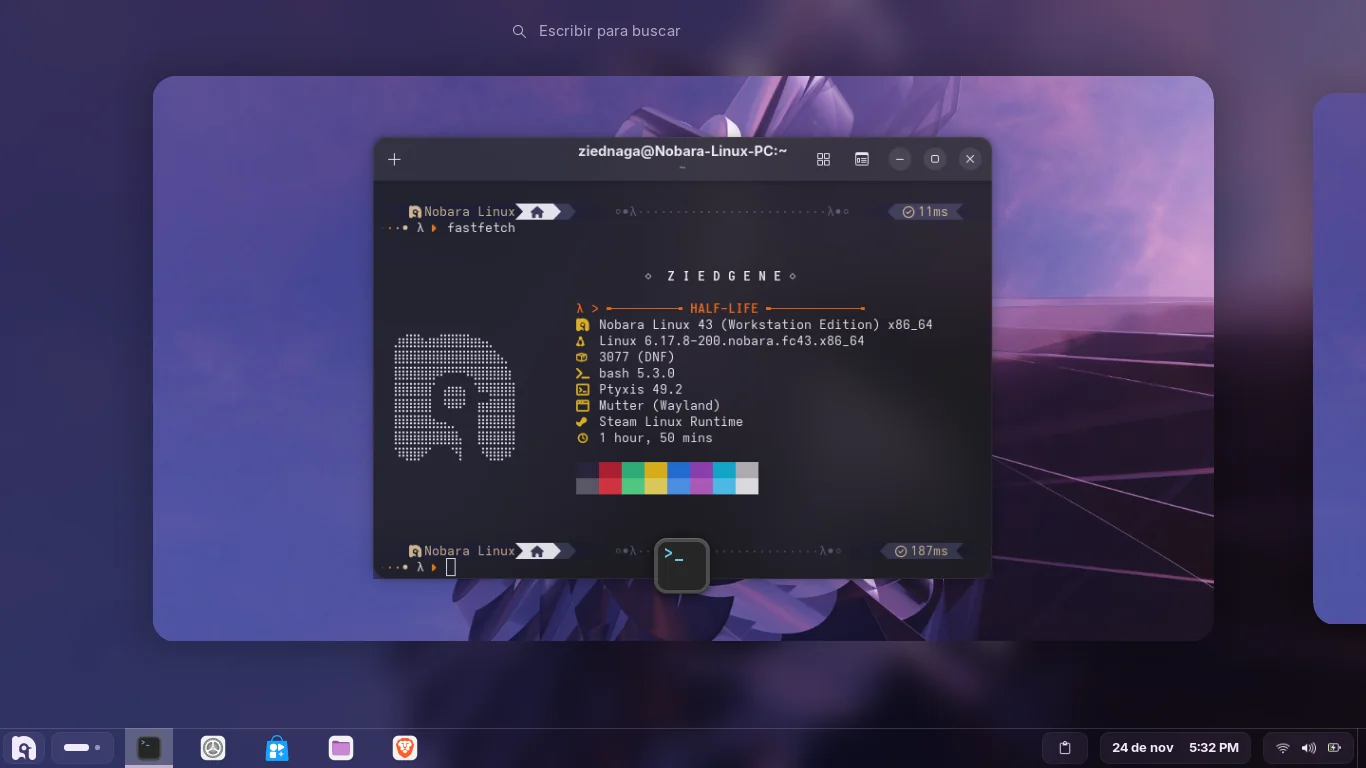 Escribir para buscar
ziednaga@Nobara-Linux-PC:~
~
Nobara Linux 11ms
λ fastfetch
Z I E D G E N E
λ > HALF-LIFE
Nobara Linux 43 (Workstation Edition) x86_64
Linux 6.17.8-200.nobara.fc43.x86_64
3077 (DNF)
bash 5.3.0
Ptyxis 49.2
Mutter (Wayland)
Steam Linux Runtime
1 hour, 50 mins
Nobara Linux 187ms
λ
24 de nov 5:32 PM